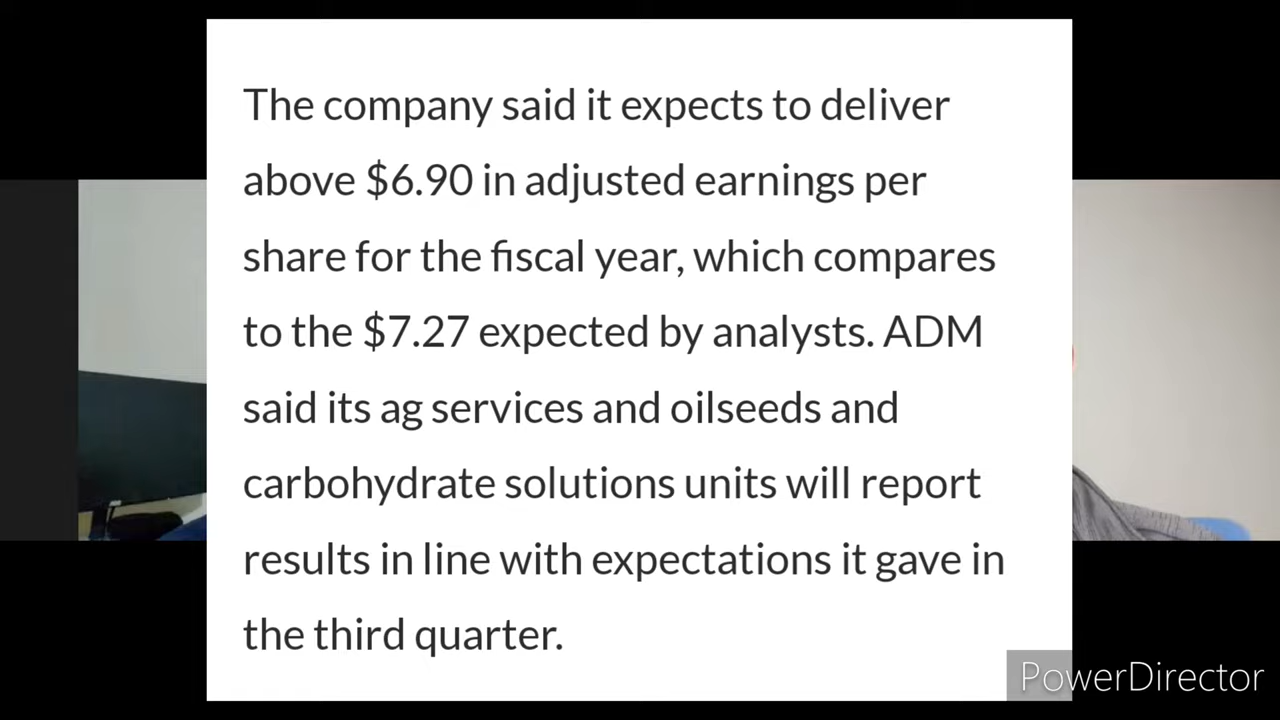 The company said it expects to deliver
above $6.90 in adjusted earnings per
share for the fiscal year, which compares
to the $7.27 expected by analysts. ADM
said its ag services and oilseeds and
carbohydrate solutions units will report
results in line with expectations it gave in
the third quarter.
PowerDirector